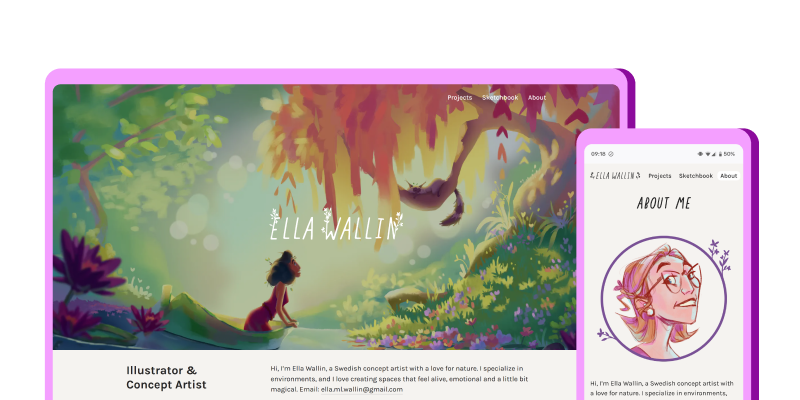 Projects Sketchbook About
ELLA WALLIN
Illustrator &
Concept Artist
Hi, I'm Ella Wallin, a Swedish concept artist with a love for nature. I specialize in
environments, and I love creating spaces that feel alive, emotional and a little bit
magical. Email: ella.ml.wallin@gmail.com
09:18 50%
ELLA WALLIN Projects Sketchbook About
ABOUT ME
Hi, I'm Ella Wallin, a Swedish concept artist with
a love for nature. I specialize in environments,